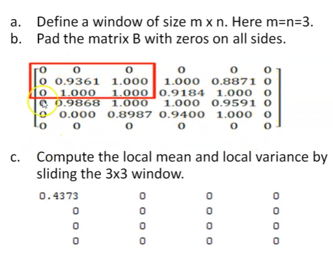 a. Define a window of size m x n. Here m=n=3.
b. Pad the matrix B with zeros on all sides.
0 0 0 0 0 0
0 0.9361 1.000 1.000 0.8871 0
0 1.000 1.000 0.9184 1.000 0
0 0.9868 1.000 1.000 0.9591 0
0 0.000 0.8987 0.9400 1.000 0
0 0 0 0 0 0
c. Compute the local mean and local variance by
sliding the 3x3 window.
0.4373 0 0 0
0 0 0 0
0 0 0 0
0 0 0 0